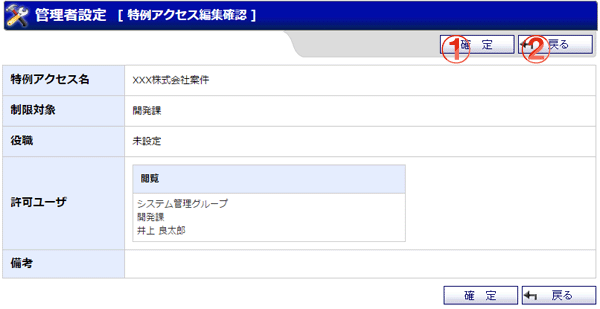 管理者設定 [ 特例アクセス編集確認 ]
① 確 定 ② 戻る
特例アクセス名 XXX株式会社案件
制限対象 開発課
役職 未設定
許可ユーザ
閲覧
システム管理グループ
開発課
井上 良太郎
備考
確 定 戻る